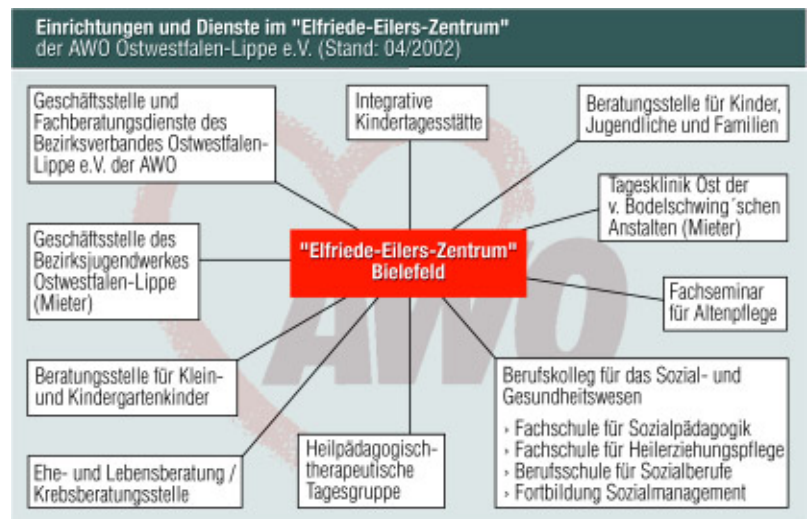 Einrichtungen und Dienste im "Elfriede-Eilers-Zentrum"
der AWO Ostwestfalen-Lippe e.V. (Stand: 04/2002)
Geschäftsstelle und
Fachberatungsdienste des
Bezirksverbandes Ostwestfalen-
Lippe e.V. der AWO
Integrative
Kindertagesstätte
Beratungsstelle für Kinder,
Jugendliche und Familien
Tagesklinik Ost der
v. Bodelschwing´schen
Anstalten (Mieter)
Geschäftsstelle des
Bezirksjugendwerkes
Ostwestfalen-Lippe
(Mieter)
"Elfriede-Eilers-Zentrum"
Bielefeld
Fachseminar
für Altenpflege
Beratungsstelle für Klein-
und Kindergartenkinder
Berufskolleg für das Sozial- und
Gesundheitswesen
› Fachschule für Sozialpädagogik
› Fachschule für Heilerziehungspflege
› Berufsschule für Sozialberufe
› Fortbildung Sozialmanagement
Ehe- und Lebensberatung /
Krebsberatungsstelle
Heilpädagogisch-
therapeutische
Tagesgruppe
AWO